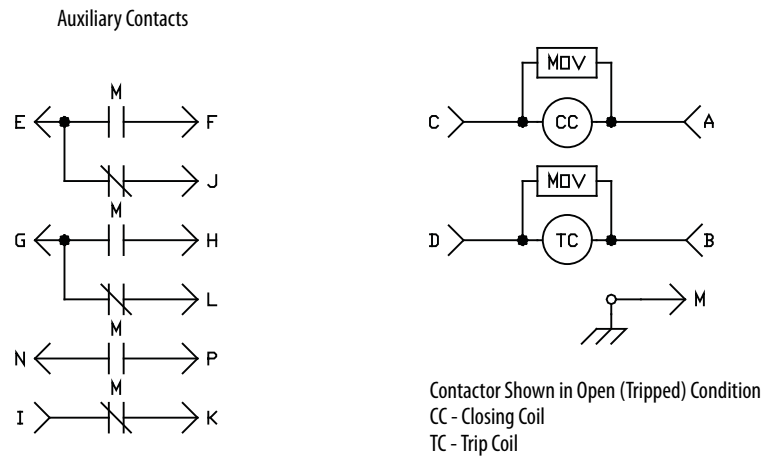 Auxiliary Contacts
M
E F
J
M
G H
L
M
N P
M
I K
MOV
C CC A
MOV
D TC B
M
Contactor Shown in Open (Tripped) Condition
CC - Closing Coil
TC - Trip Coil